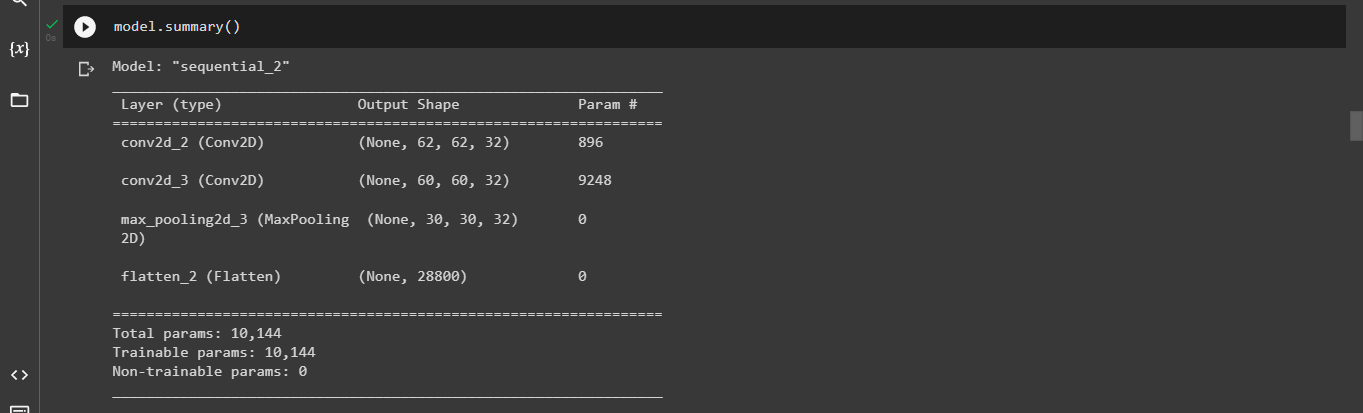 model.summary()
0s
{x}
Model: "sequential_2"
Layer (type) Output Shape Param #
=================================================================
conv2d_2 (Conv2D) (None, 62, 62, 32) 896
conv2d_3 (Conv2D) (None, 60, 60, 32) 9248
max_pooling2d_3 (MaxPooling (None, 30, 30, 32) 0
2D)
flatten_2 (Flatten) (None, 28800) 0
=================================================================
Total params: 10,144
Trainable params: 10,144
Non-trainable params: 0